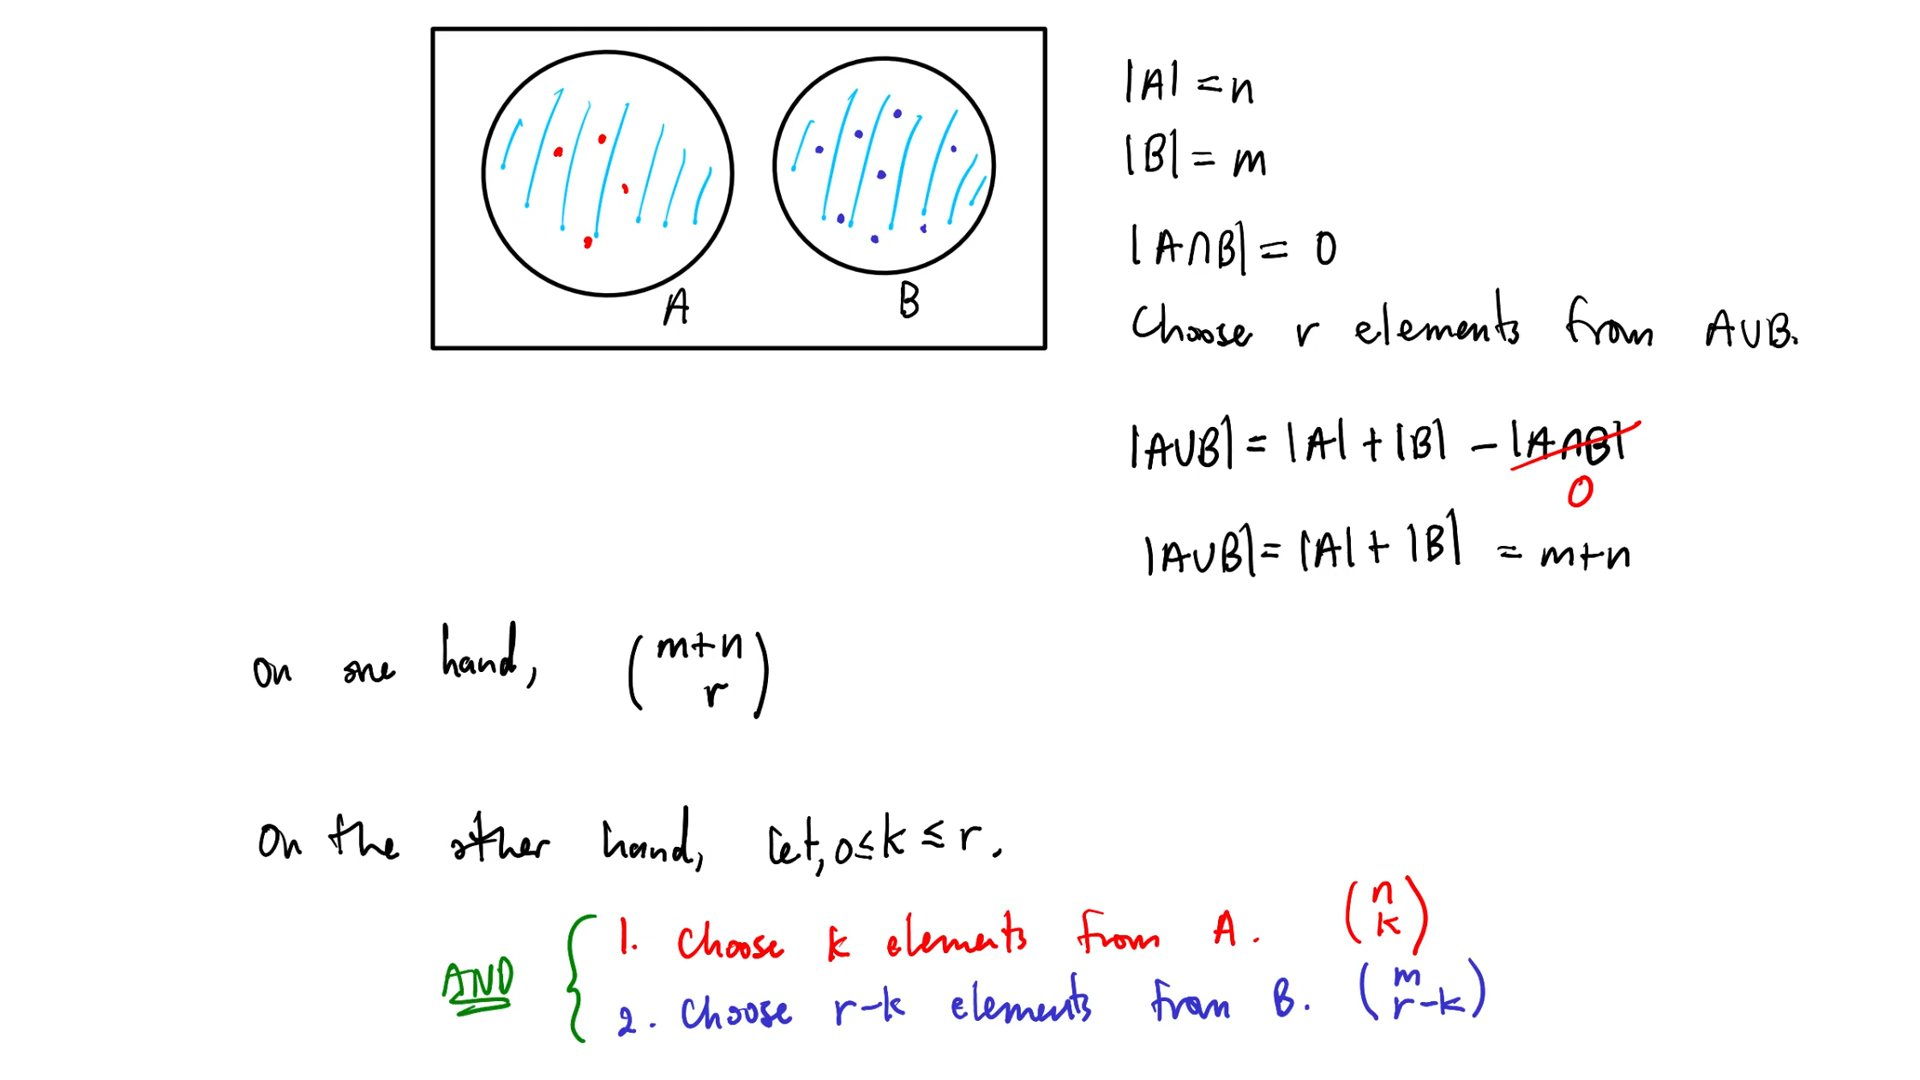 A
B
|A| = n
|B| = m
|A∩B| = 0
Choose r elements from A∪B.
|A∪B| = |A| + |B| - |A∩B|
0
|A∪B| = |A| + |B| = m+n
On one hand, (m+n r)
On the other hand, let, 0≤k ≤ r.
AND { 1. Choose k elements from A. (n k)
2. Choose r-k elements from B. (m r-k)